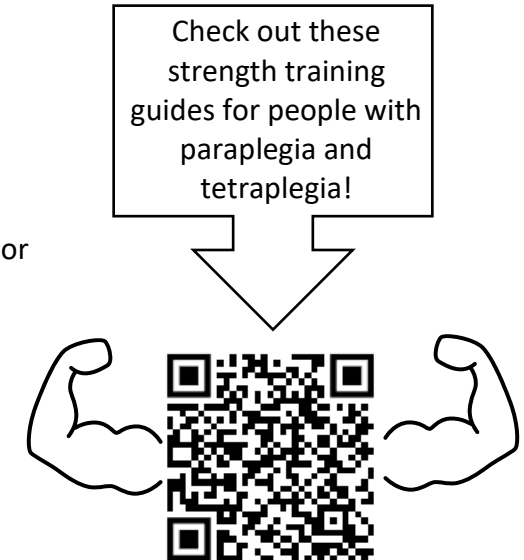 Check out these
strength training
guides for people with
paraplegia and
tetraplegia!
or